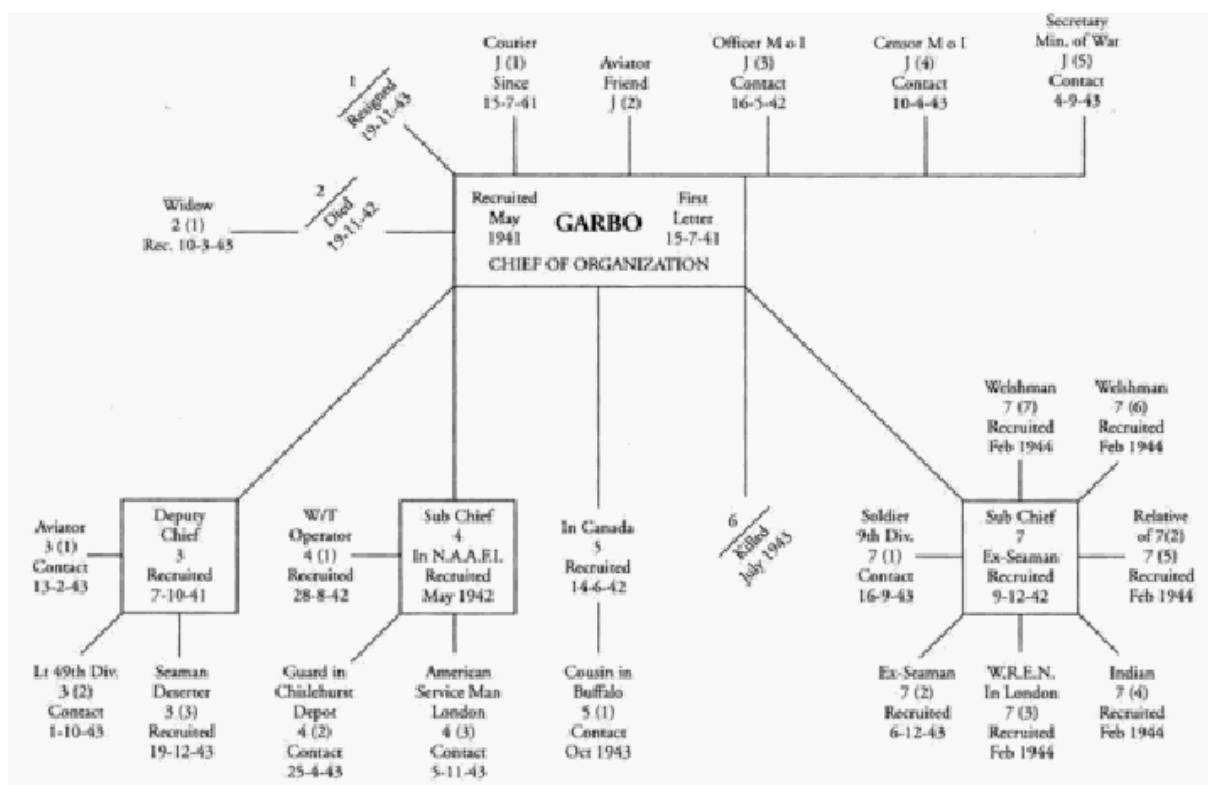 Courier
J (1)
Since
15-7-41
Aviator
Friend
J (2)
Officer M o I
J (3)
Contact
16-5-42
Censor M o I
J (4)
Contact
10-4-43
Secretary
Min. of War
J (5)
Contact
4-9-43
1
Resigned
19-11-43
2
Died
19-11-42
Widow
2 (1)
Rec. 10-3-43
Recruited
May
1941
GARBO
First
Letter
15-7-41
CHIEF OF ORGANIZATION
Aviator
3 (1)
Contact
13-2-43
Deputy
Chief
3
Recruited
7-10-41
Lt 49th Div.
3 (2)
Contact
1-10-43
Seaman
Deserter
3 (3)
Recruited
19-12-43
W/T
Operator
4 (1)
Recruited
28-8-42
Sub Chief
4
In N.A.A.F.I.
Recruited
May 1942
Guard in
Chislehurst
Depot
4 (2)
Contact
25-4-43
American
Service Man
London
4 (3)
Contact
5-11-43
In Canada
5
Recruited
14-6-42
Cousin in
Buffalo
5 (1)
Contact
Oct 1943
6
Killed
July 1943
Welshman
7 (7)
Recruited
Feb 1944
Welshman
7 (6)
Recruited
Feb 1944
Soldier
9th Div.
7 (1)
Contact
16-9-43
Sub Chief
7
Ex-Seaman
Recruited
9-12-42
Relative
of 7(2)
7 (5)
Recruited
Feb 1944
Ex-Seaman
7 (2)
Recruited
6-12-43
W.R.E.N.
In London
7 (3)
Recruited
Feb 1944
Indian
7 (4)
Recruited
Feb 1944